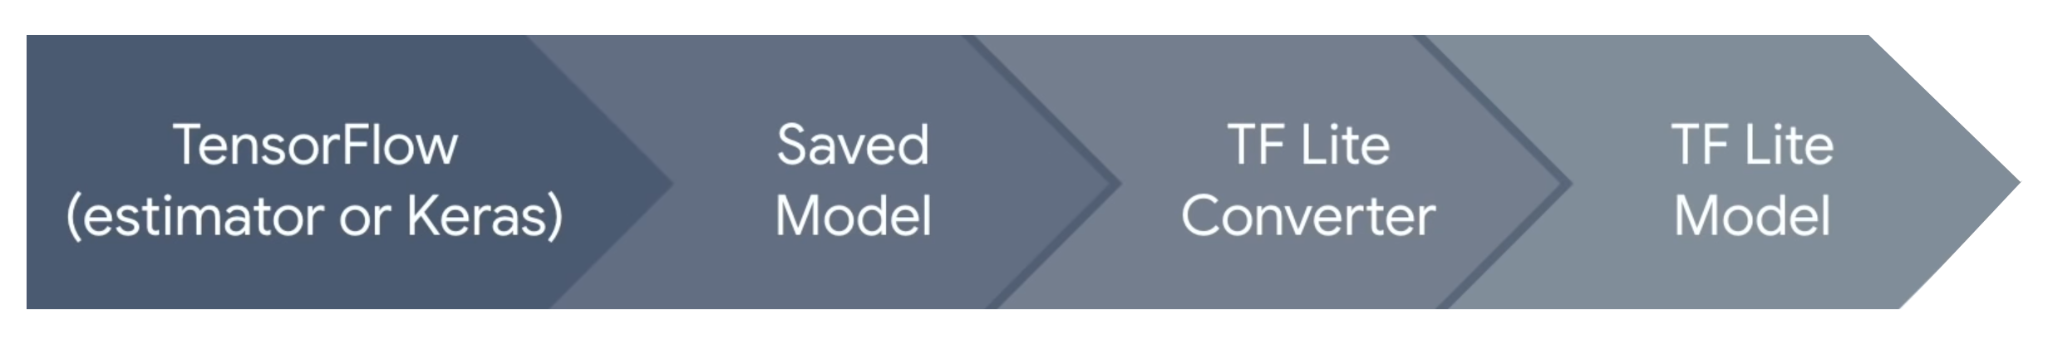 TensorFlow
(estimator or Keras)
Saved
Model
TF Lite
Converter
TF Lite
Model